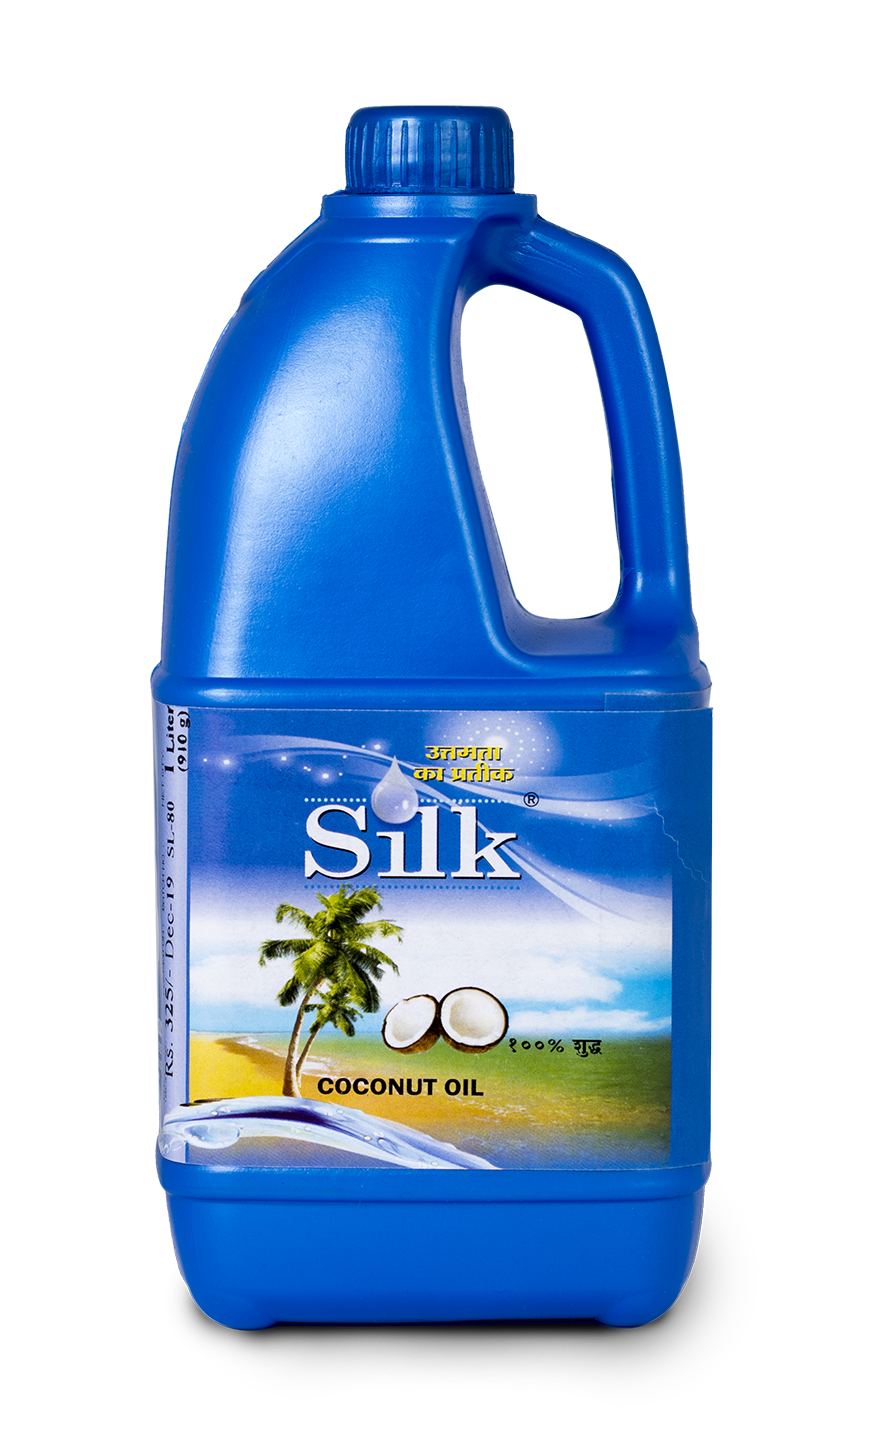 उत्तमता
का प्रतीक
Silk ®
१००% शुद्ध
COCONUT OIL
1 Liter
(910 g)
SL-80
Dec-19
Rs. 325/-